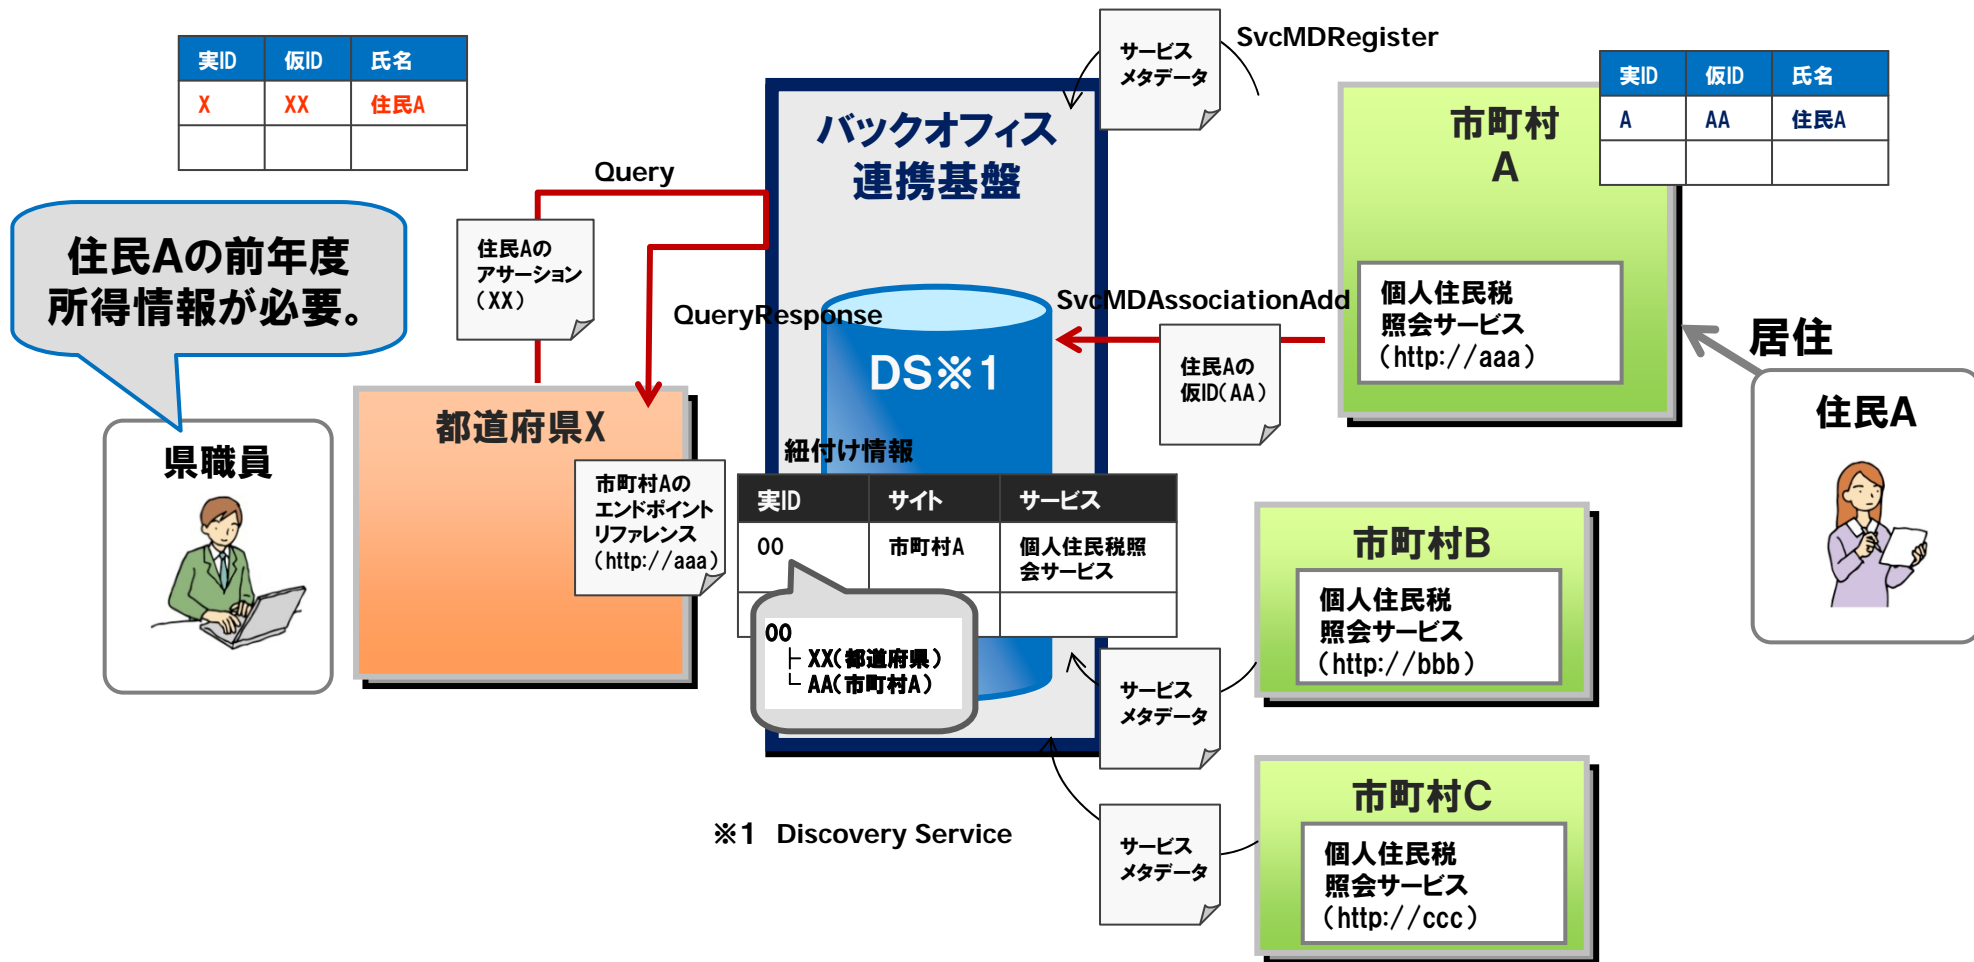 実ID 仮ID 氏名
X XX 住民A
サービス
メタデータ
SvcMDRegister
実ID 仮ID 氏名
A AA 住民A
バックオフィス
連携基盤
市町村
A
Query
住民Aの前年度
所得情報が必要。
住民Aの
アサーション
(XX)
QueryResponse
SvcMDAssociationAdd
個人住民税
照会サービス
(http://aaa)
居住
DS※1
住民Aの
仮ID(AA)
住民A
都道府県X
県職員
紐付け情報
市町村Aの
エンドポイント
リファレンス
(http://aaa)
実ID サイト サービス
00 市町村A 個人住民税照
会サービス
00
├ XX(都道府県)
└ AA(市町村A)
市町村B
個人住民税
照会サービス
(http://bbb)
サービス
メタデータ
市町村C
個人住民税
照会サービス
(http://ccc)
サービス
メタデータ
※1 Discovery Service